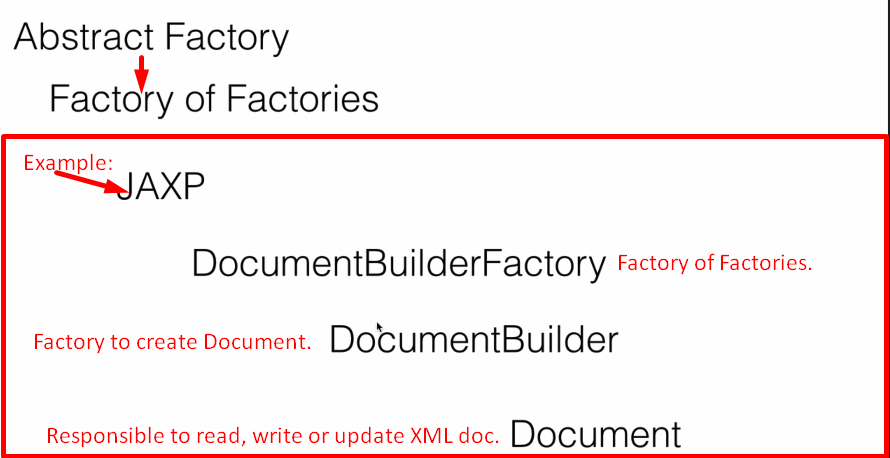 Abstract Factory
Factory of Factories
Example:
JAXP
DocumentBuilderFactory Factory of Factories.
Factory to create Document. DocumentBuilder
Responsible to read, write or update XML doc. Document